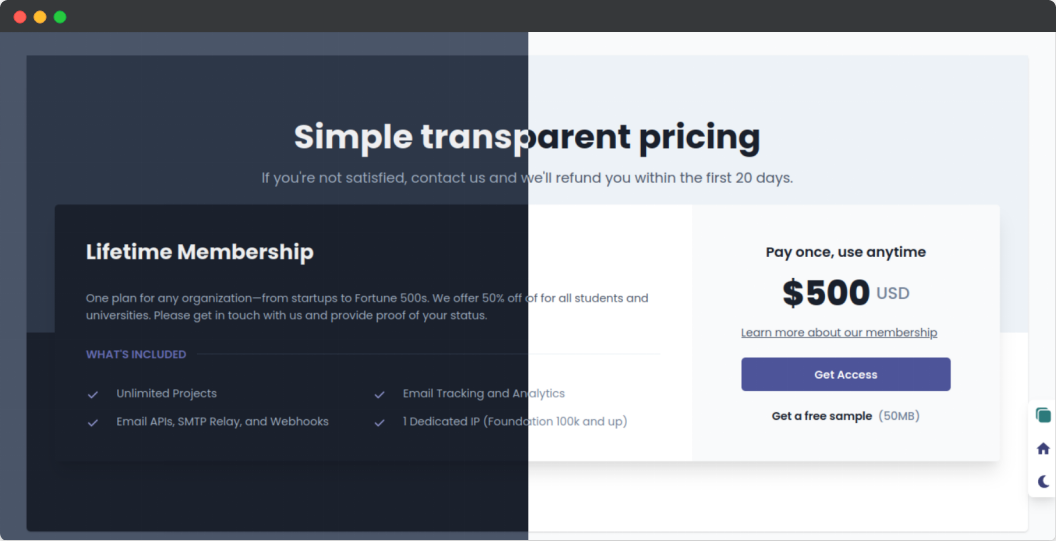 Simple transparent pricing
If you're not satisfied, contact us and we'll refund you within the first 20 days.
Lifetime Membership
One plan for any organization—from startups to Fortune 500s. We offer 50% off of for all students and
universities. Please get in touch with us and provide proof of your status.
WHAT'S INCLUDED
Unlimited Projects
Email Tracking and Analytics
Email APIs, SMTP Relay, and Webhooks
1 Dedicated IP (Foundation 100k and up)
Pay once, use anytime
$500 USD
Learn more about our membership
Get Access
Get a free sample (50MB)